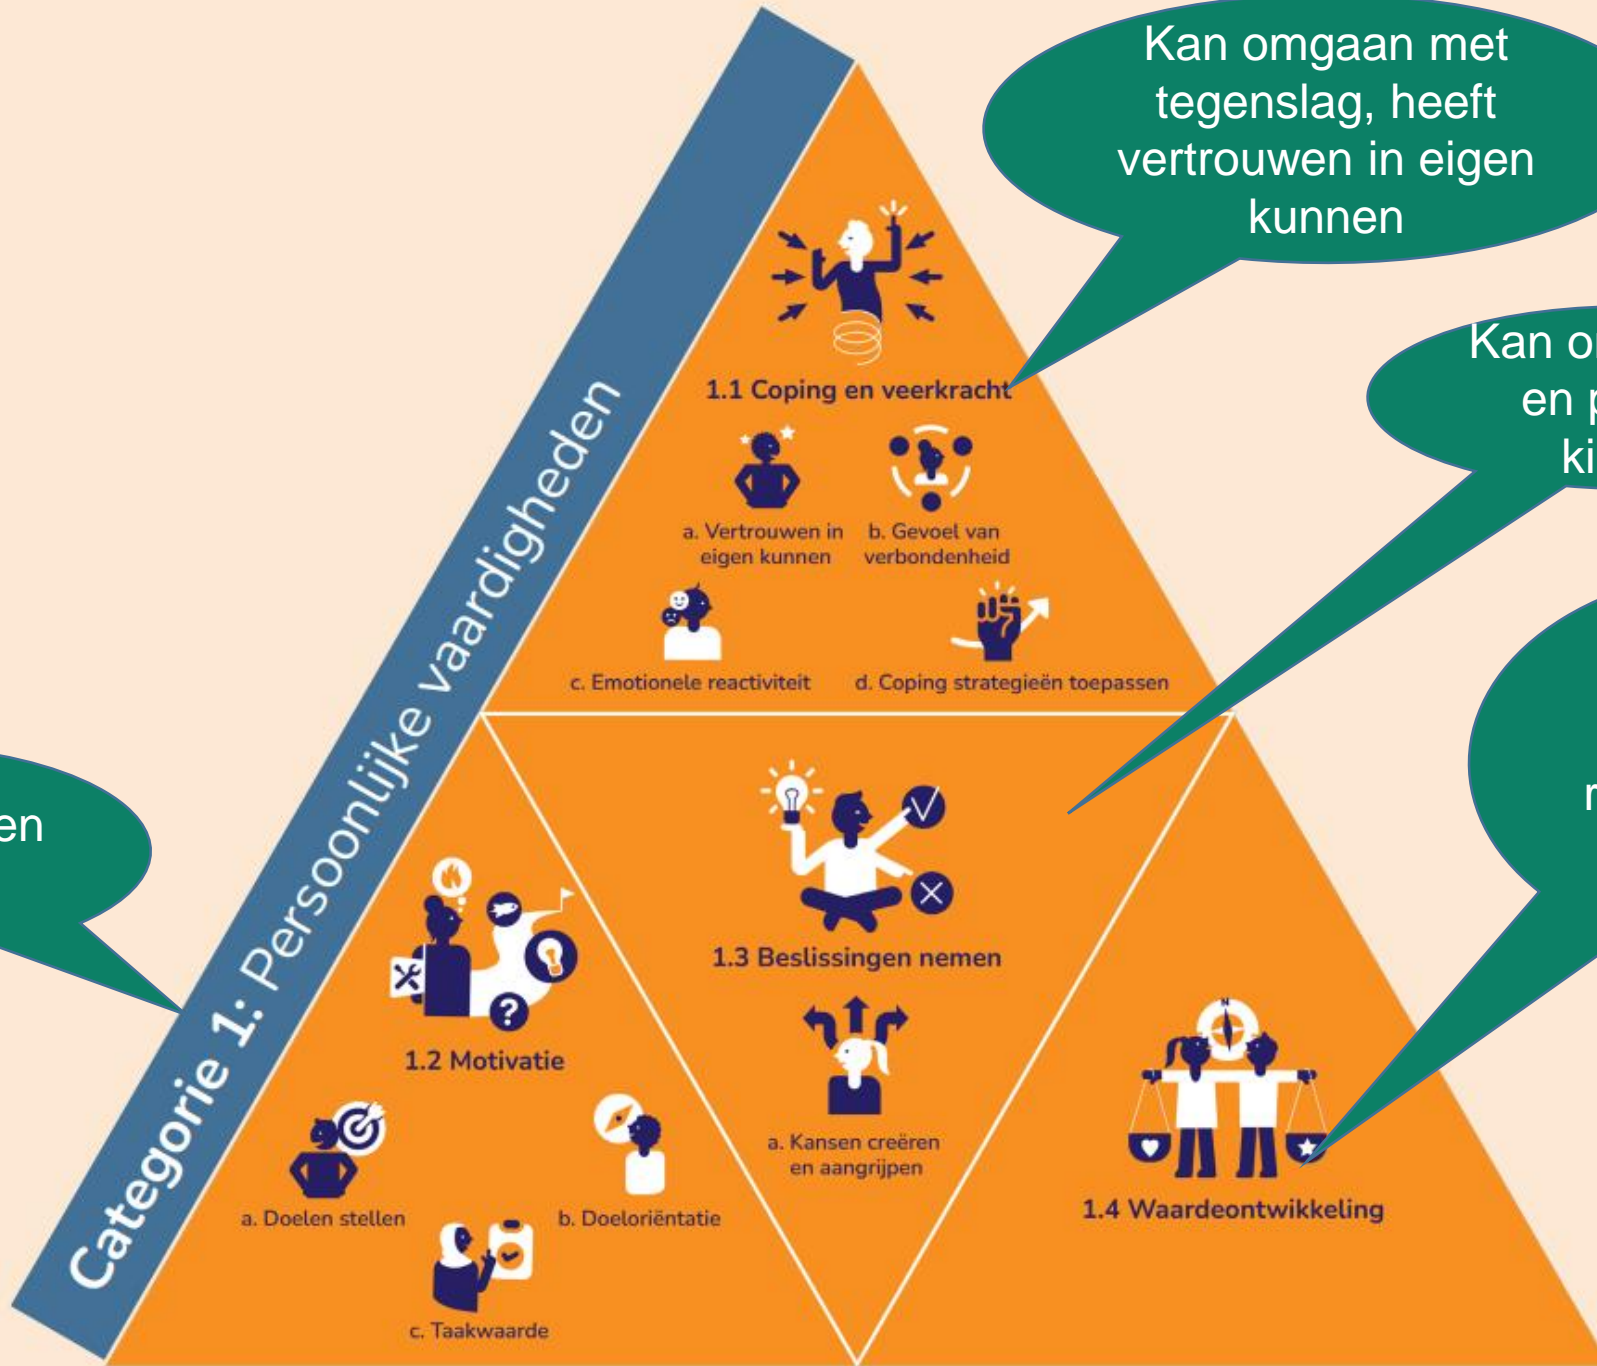 Kan omgaan met
tegenslag, heeft
vertrouwen in eigen
kunnen
Kan
en
Categorie 1: Persoonlijke vaardigheden
1.1 Coping en veerkracht
a. Vertrouwen in
eigen kunnen
b. Gevoel van
verbondenheid
c. Emotionele reactiviteit
d. Coping strategieën toepassen
1.2 Motivatie
?
a. Doelen stellen
b. Doeloriëntatie
c. Taakwaarde
1.3 Beslissingen nemen
a. Kansen creëren
en aangrijpen
N
1.4 Waardeontwikkeling